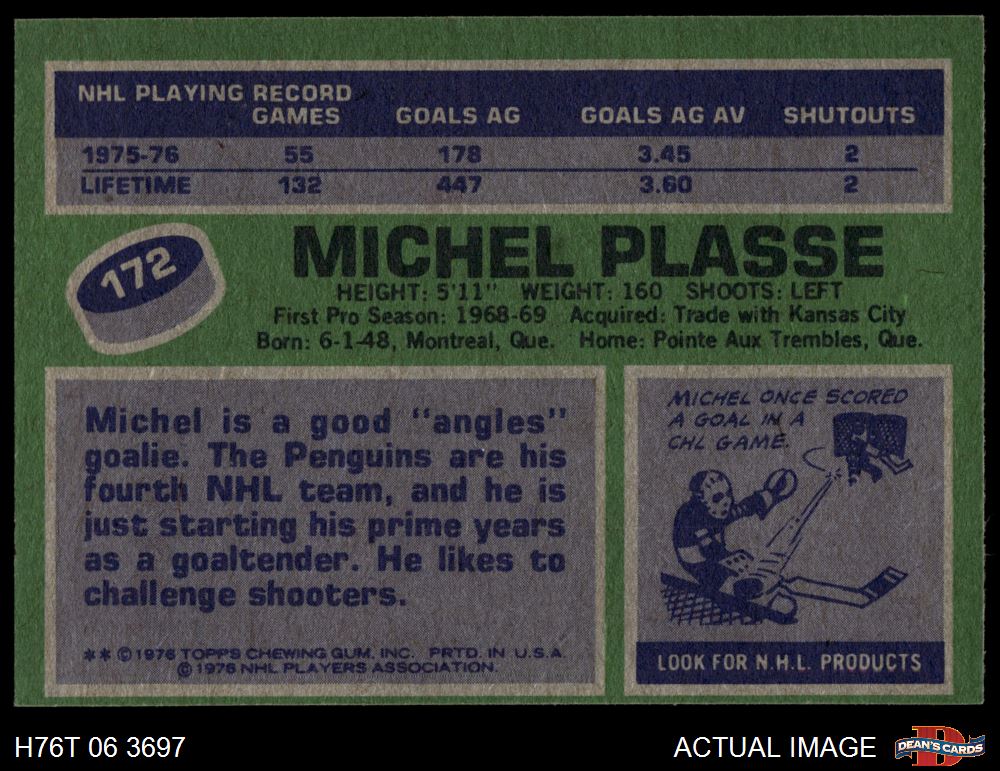 NHL PLAYING RECORD
GAMES GOALS AG GOALS AG AV SHUTOUTS
1975-76 55 178 3.45 2
LIFETIME 132 447 3.60 2
172
MICHEL PLASSE
HEIGHT: 5'11" WEIGHT: 160 SHOOTS: LEFT
First Pro Season: 1968-69 Acquired: Trade with Kansas City
Born: 6-1-48, Montreal, Que. Home: Pointe Aux Trembles, Que.
Michel is a good "angles"
goalie. The Penguins are his
fourth NHL team, and he is
just starting his prime years
as a goaltender. He likes to
challenge shooters.
** © 1976 TOPPS CHEWING GUM, INC. PRTD. IN U.S.A.
© 1976 NHL PLAYERS ASSOCIATION.
MICHEL ONCE SCORED
A GOAL IN A
CHL GAME.
LOOK FOR N.H.L. PRODUCTS
H76T 06 3697
ACTUAL IMAGE
D
DEAN'S CARDS